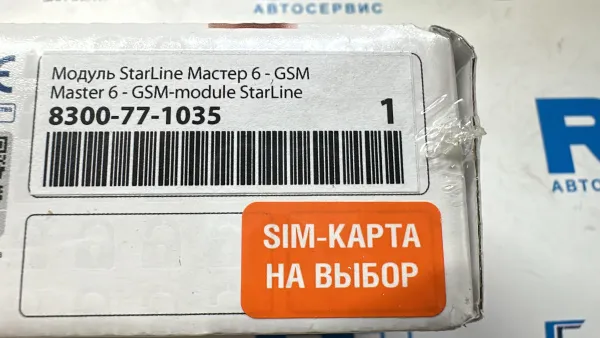 АВТОСЕРВИС
Модуль StarLine Мастер 6 - GSM
Master 6 - GSM-module StarLine
8300-77-1035 1
SIM-КАРТА
НА ВЫБОР